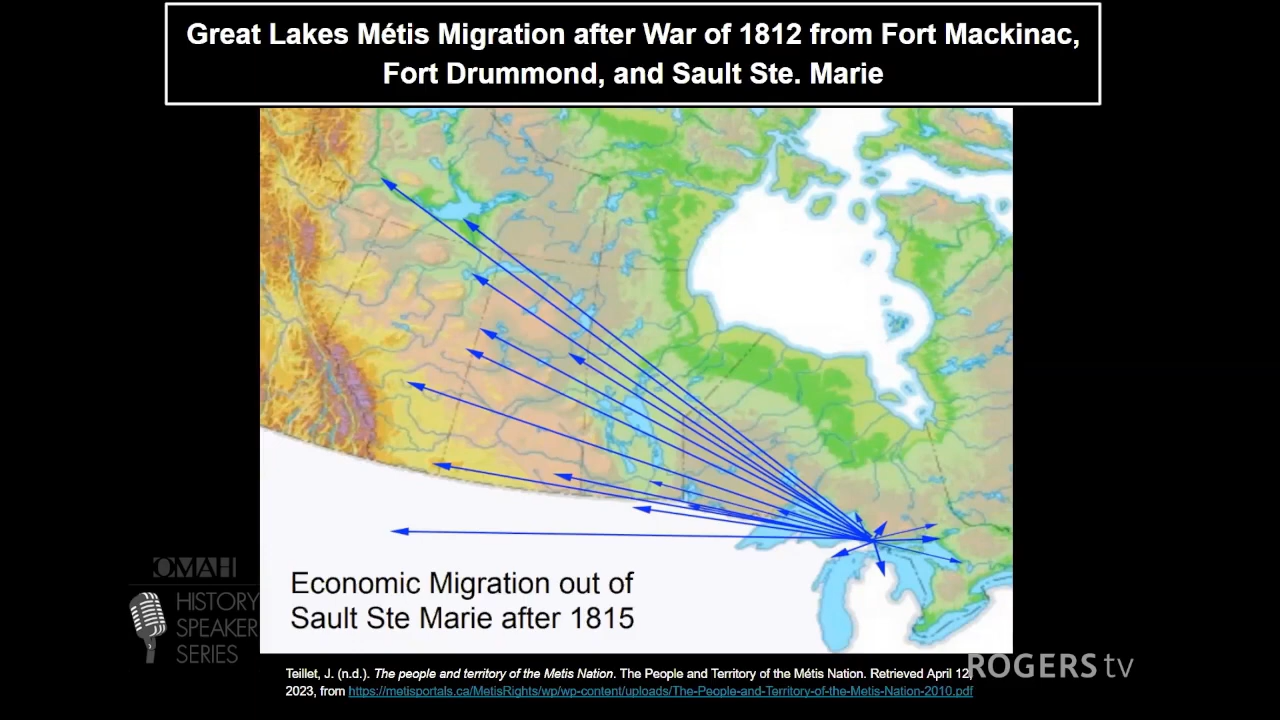 Great Lakes Métis Migration after War of 1812 from Fort Mackinac,
Fort Drummond, and Sault Ste. Marie
Economic Migration out of
Sault Ste Marie after 1815
OMAHI
HISTORY
SPEAKER
SERIES
Teillet, J. (n.d.). The people and territory of the Metis Nation. The People and Territory of the Métis Nation. Retrieved April 12,
2023, from https://metisportals.ca/MetisRights/wp/wp-content/uploads/The-People-and-Territory-of-the-Metis-Nation-2010.pdf
ROGERS tv